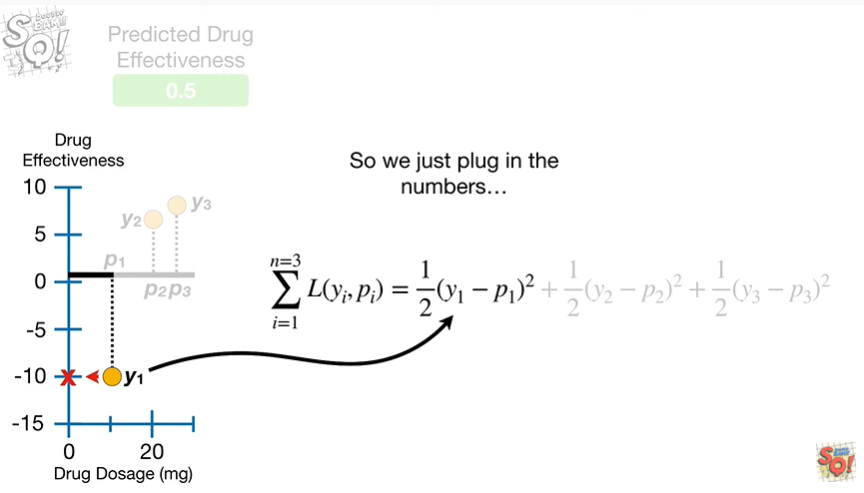 Predicted Drug
Effectiveness
0.5
Drug
Effectiveness
So we just plug in the
numbers...
10
5
0
-5
-10
-15
y₂
y₃
p₁
p₂p₃
y₁
n=3
∑ L(yᵢ, pᵢ) = 1/2(y₁ − p₁)² + 1/2(y₂ − p₂)² + 1/2(y₃ − p₃)²
i=1
0
20
Drug Dosage (mg)
SQ!